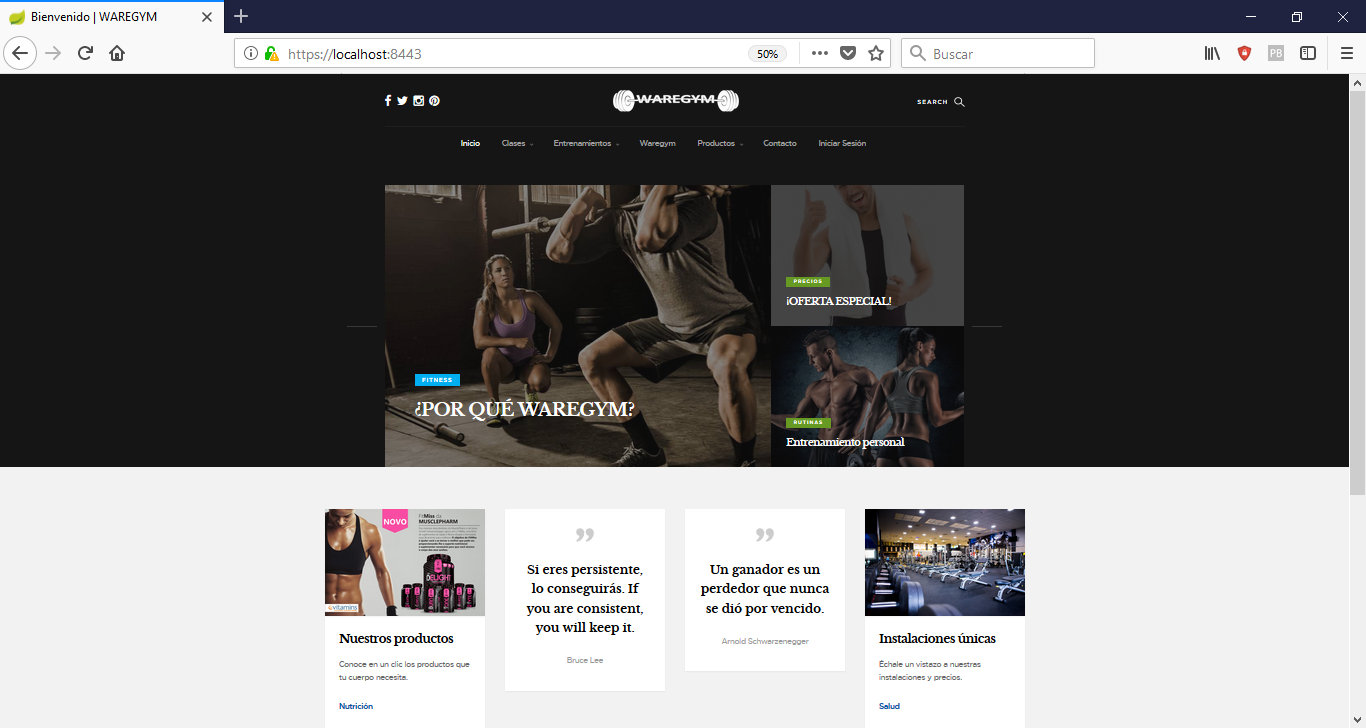 Bienvenido | WAREGYM
https://localhost:8443
50%
Buscar
PB
WAREGYM
SEARCH
Inicio
Clases
Entrenamientos
Waregym
Productos
Contacto
Iniciar Sesión
PRECIOS
¡OFERTA ESPECIAL!
FITNESS
¿POR QUÉ WAREGYM?
RUTINAS
Entrenamiento personal
NOVO
FitMiss da
MUSCLEPHARM
DELIGHT
vitamins
Nuestros productos
Conoce en un clic los productos que
tu cuerpo necesita.
Nutrición
Si eres persistente,
lo conseguirás. If
you are consistent,
you will keep it.
Bruce Lee
Un ganador es un
perdedor que nunca
se dió por vencido.
Arnold Schwarzenegger
Instalaciones únicas
Échale un vistazo a nuestras
instalaciones y precios.
Salud